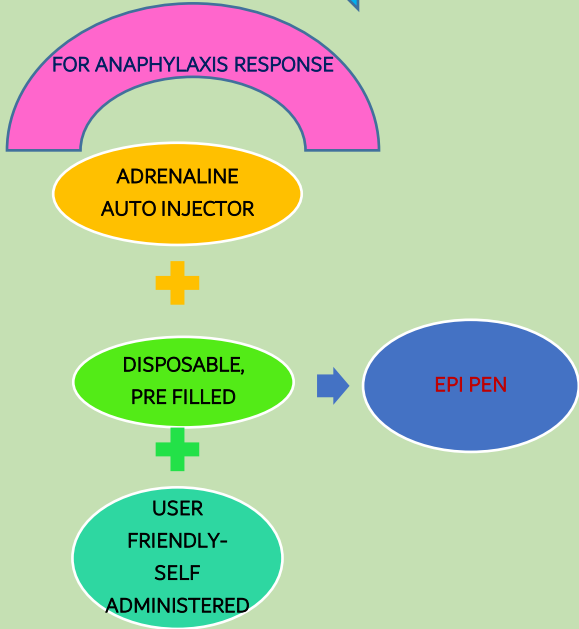 FOR ANAPHYLAXIS RESPONSE
ADRENALINE
AUTO INJECTOR
DISPOSABLE,
PRE FILLED
EPI PEN
USER
FRIENDLY-
SELF
ADMINISTERED